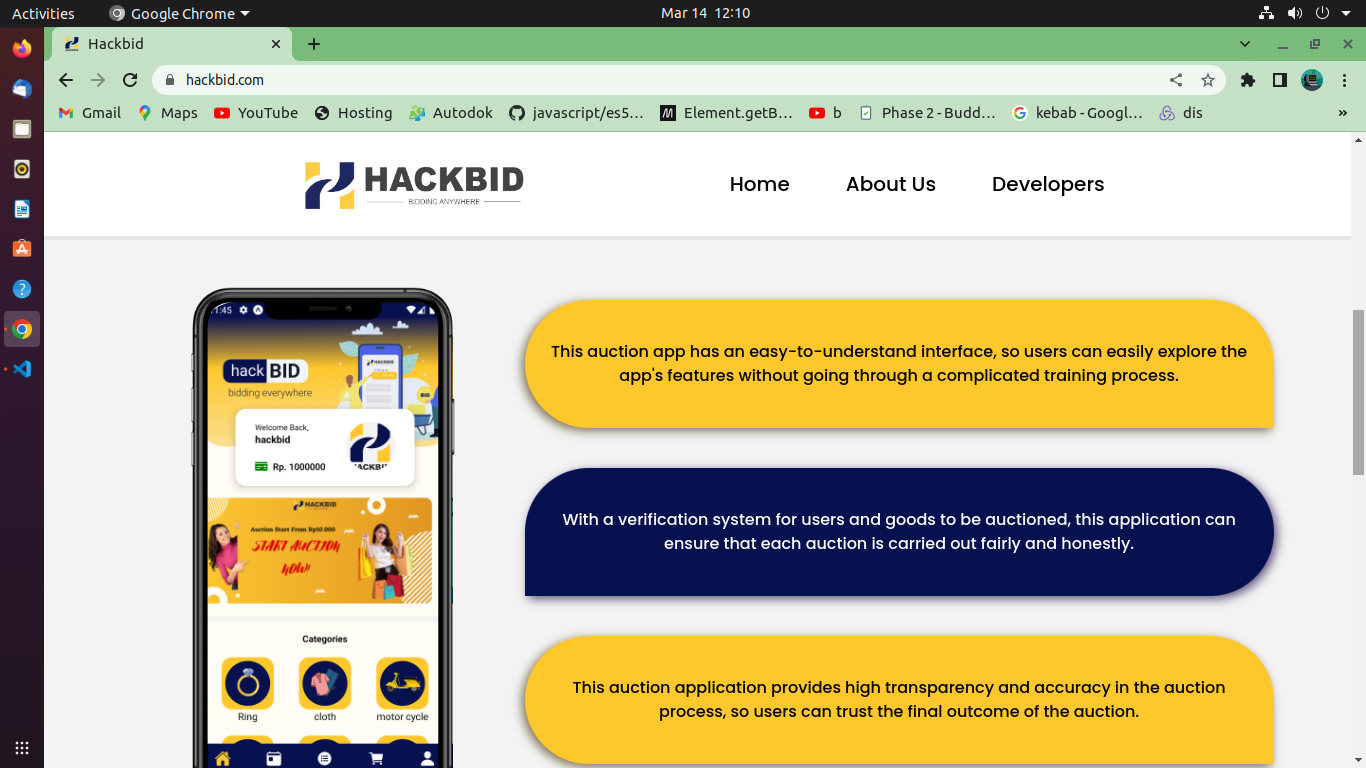 Activities
Google Chrome
Mar 14 12:10
Hackbid
hackbid.com
Gmail
Maps
YouTube
Hosting
Autodok
javascript/es5…
Element.getB…
b
Phase 2 - Budd…
kebab - Googl…
dis
»
HACKBID
BIDDING ANYWHERE
Home
About Us
Developers
11:45
hack BID
bidding everywhere
HACKBID
BID
Welcome Back,
hackbid
Rp. 1000000
HACKBID
HACKBID
Auction Start From Rp10.000
START AUCTION
NOW!
Categories
Ring
cloth
motor cycle
This auction app has an easy-to-understand interface, so users can easily explore the
app's features without going through a complicated training process.
With a verification system for users and goods to be auctioned, this application can
ensure that each auction is carried out fairly and honestly.
This auction application provides high transparency and accuracy in the auction
process, so users can trust the final outcome of the auction.